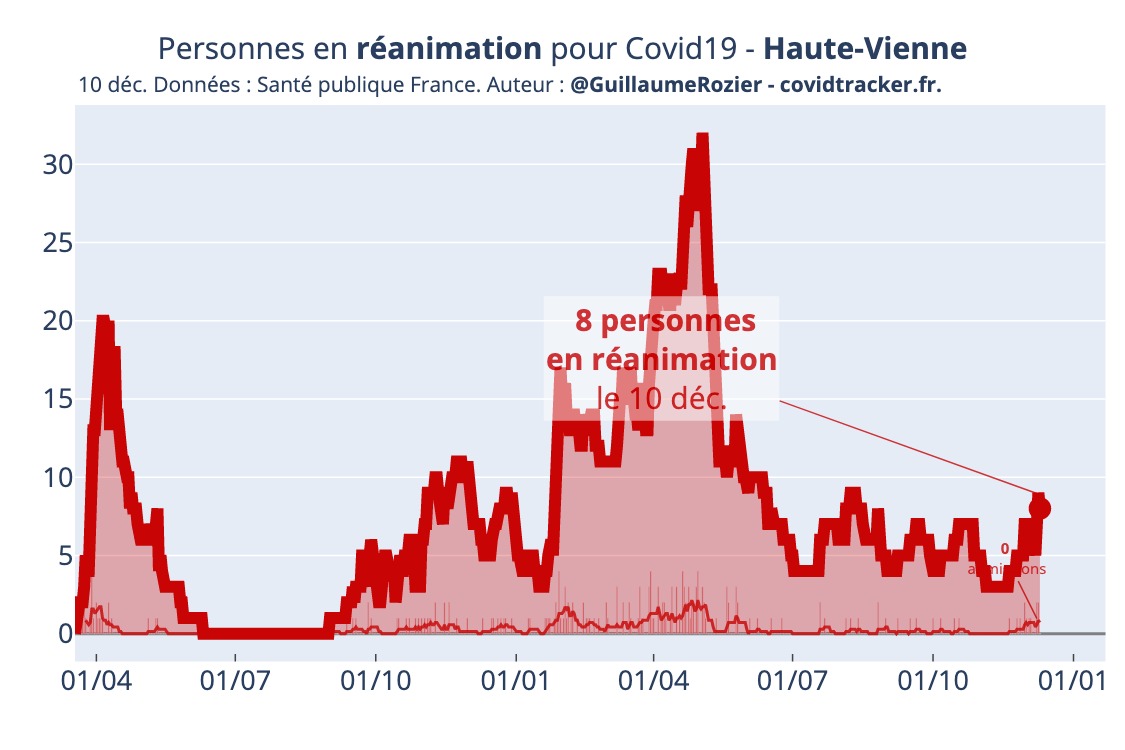 Personnes en réanimation pour Covid19 - Haute-Vienne
10 déc. Données : Santé publique France. Auteur : @GuillaumeRozier - covidtracker.fr.
30
25
20
15
10
5
0
8 personnes
en réanimation
le 10 déc.
0
admissions
01/04
01/07
01/10
01/01
01/04
01/07
01/10
01/01